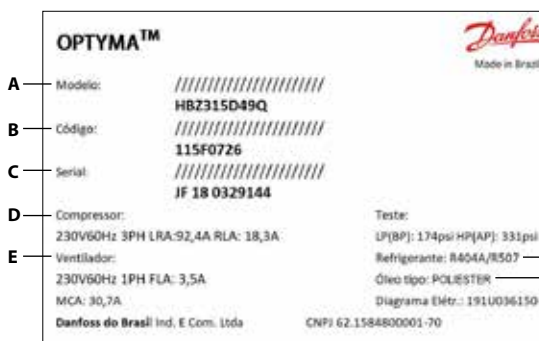 OPTYMA™
Danfoss
Made in Brazil
A Modelo: ///////////////////////
HBZ315D49Q
B Código: ///////////////////////
115F0726
C Serial: ///////////////////////
JF 18 0329144
D Compressor:
230V60Hz 3PH LRA:92,4A RLA: 18,3A
E Ventilador:
230V60Hz 1PH FLA: 3,5A
MCA: 30,7A
Teste:
LP(BP): 174psi HP(AP): 331psi
Refrigerante: R404A/R507
Óleo tipo: POLIESTER
Diagrama Elétr.: 191U036150
Danfoss do Brasil Ind. E Com. Ltda CNPJ 62.1584800001-70